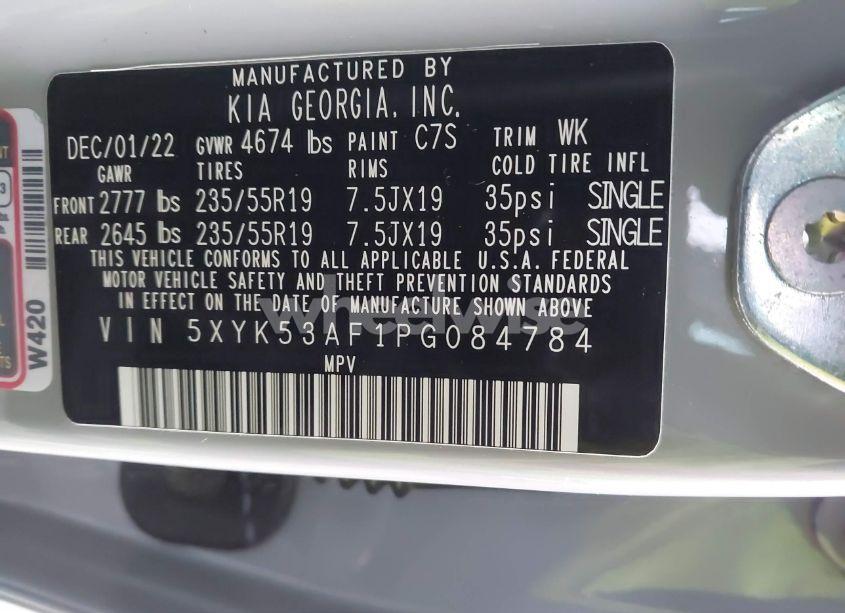 MANUFACTURED BY
KIA GEORGIA, INC.
DEC/01/22 GVWR 4674 lbs PAINT C7S TRIM WK
GAWR TIRES RIMS COLD TIRE INFL
FRONT 2777 lbs 235/55R19 7.5JX19 35psi SINGLE
REAR 2645 lbs 235/55R19 7.5JX19 35psi SINGLE
THIS VEHICLE CONFORMS TO ALL APPLICABLE U.S.A. FEDERAL
MOTOR VEHICLE SAFETY AND THEFT PREVENTION STANDARDS
IN EFFECT ON THE DATE OF MANUFACTURE SHOWN ABOVE
VIN 5XYK53AF1PG084784
MPV
W420
wheelwise